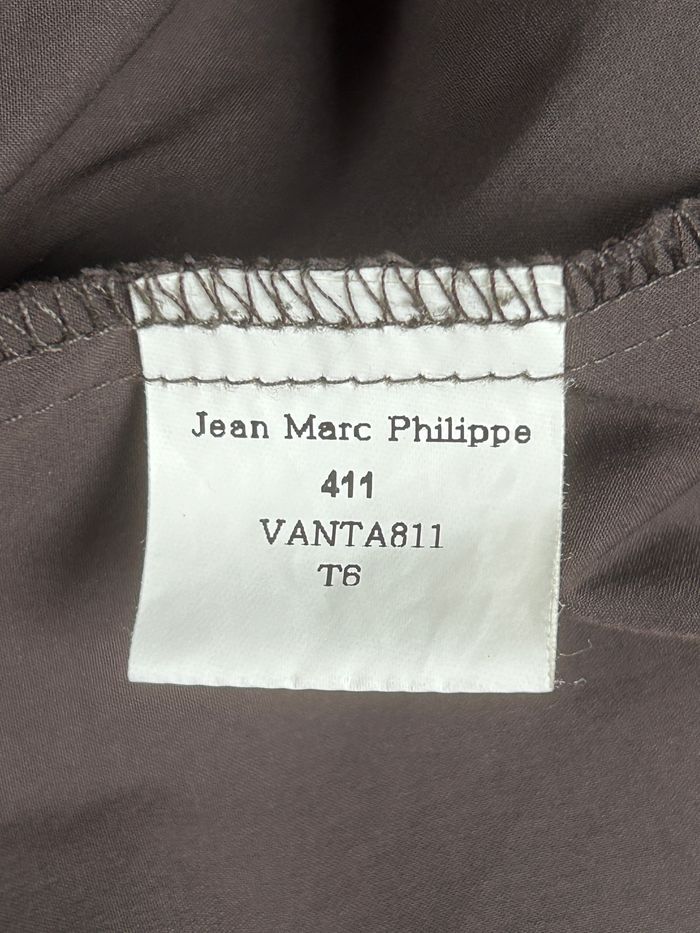 Jean Marc Philippe
411
VANTA811
T6